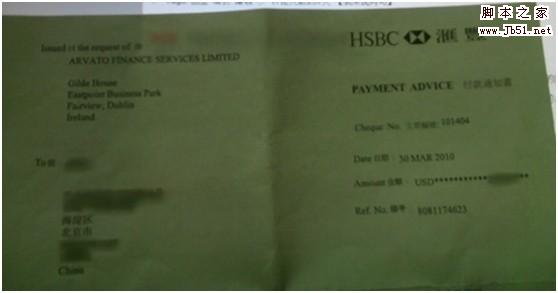 脚本之家
www.Jb51.net
Issued at the request of
ARVATO FINANCE SERVICES LIMITED
Gilde House
Eastpoint Business Park
Fairview, Dublin
Ireland
To 致
海淀区
北京市
China
HSBC 滙豐
PAYMENT ADVICE 付款通知書
Cheque No. 支票號碼: 101404
Date 日期: 30 MAR 2010
Amount 金額: USD***********
Ref. No. 編號: 8081174623